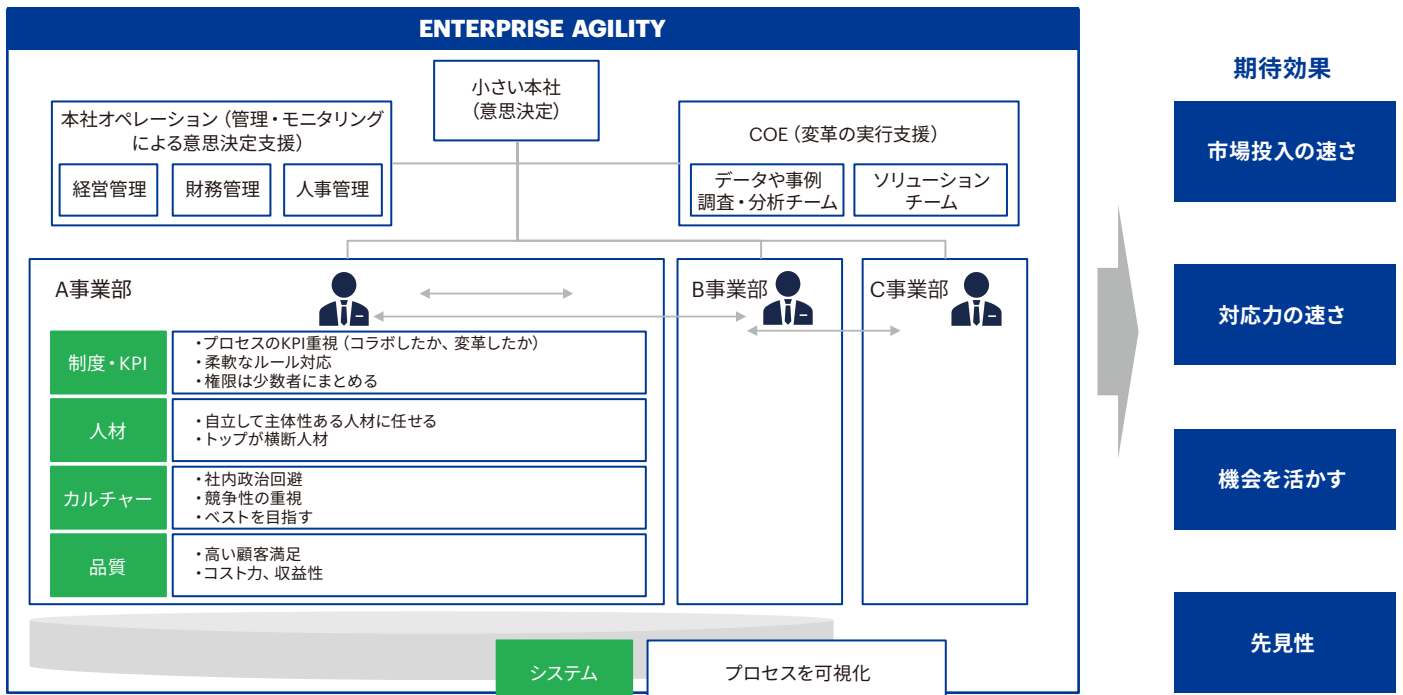 ENTERPRISE AGILITY
小さい本社
(意思決定)
本社オペレーション（管理・モニタリング
による意思決定支援）
経営管理
財務管理
人事管理
COE（変革の実行支援）
データや事例
調査・分析チーム
ソリューション
チーム
A事業部
B事業部
C事業部
制度・KPI
・プロセスのKPI重視（コラボしたか、変革したか）
・柔軟なルール対応
・権限は少数者にまとめる
人材
・自立して主体性ある人材に任せる
・トップが横断人材
カルチャー
・社内政治回避
・競争性の重視
・ベストを目指す
品質
・高い顧客満足
・コスト力、収益性
システム
プロセスを可視化
期待効果
市場投入の速さ
対応力の速さ
機会を活かす
先見性